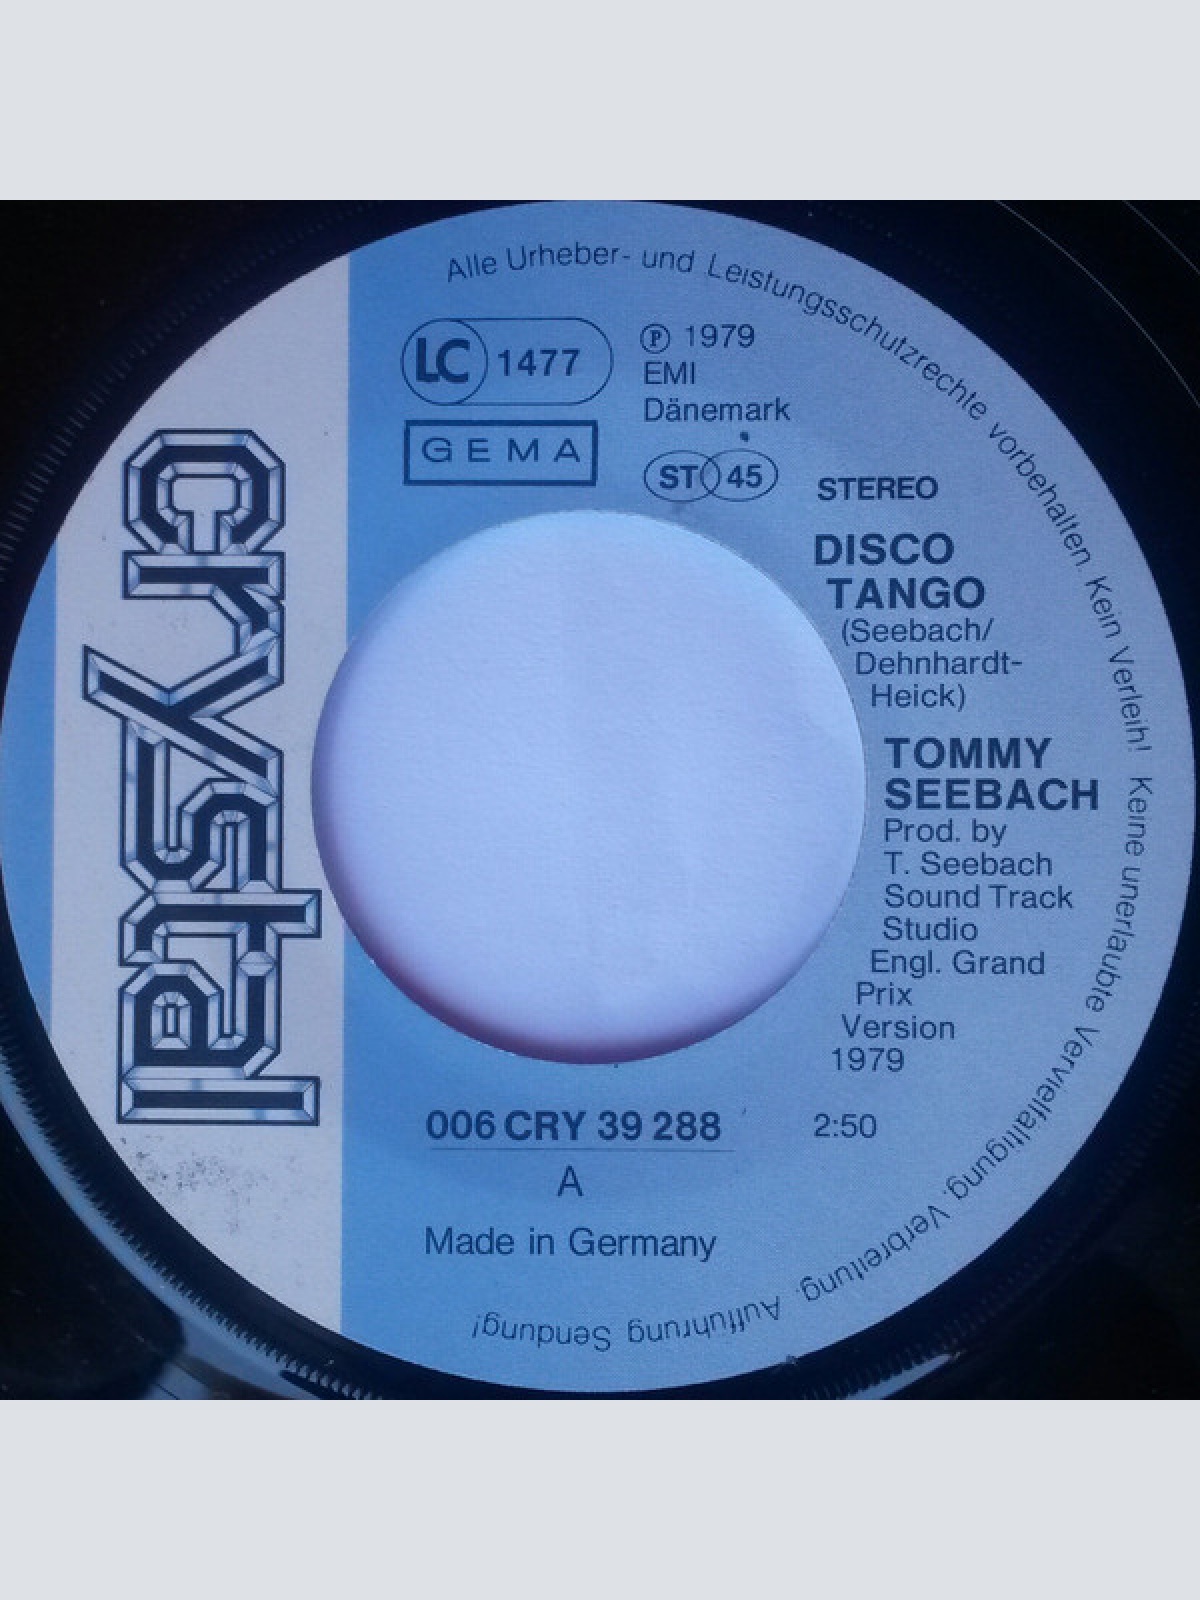 Alle Urheber- und Leistungsschutzrechte vorbehalten Kein Verleih! Keine unerlaubte Vervielfältigung, Verbreitung, Aufführung Sendung!
crystal
LC 1477
GEMA
℗ 1979
EMI
Dänemark
ST 45
STEREO
DISCO
TANGO
(Seebach/
Dehnhardt-
Heick)
TOMMY
SEEBACH
Prod. by
T. Seebach
Sound Track
Studio
Engl. Grand
Prix
Version
1979
006 CRY 39 288
2:50
A
Made in Germany